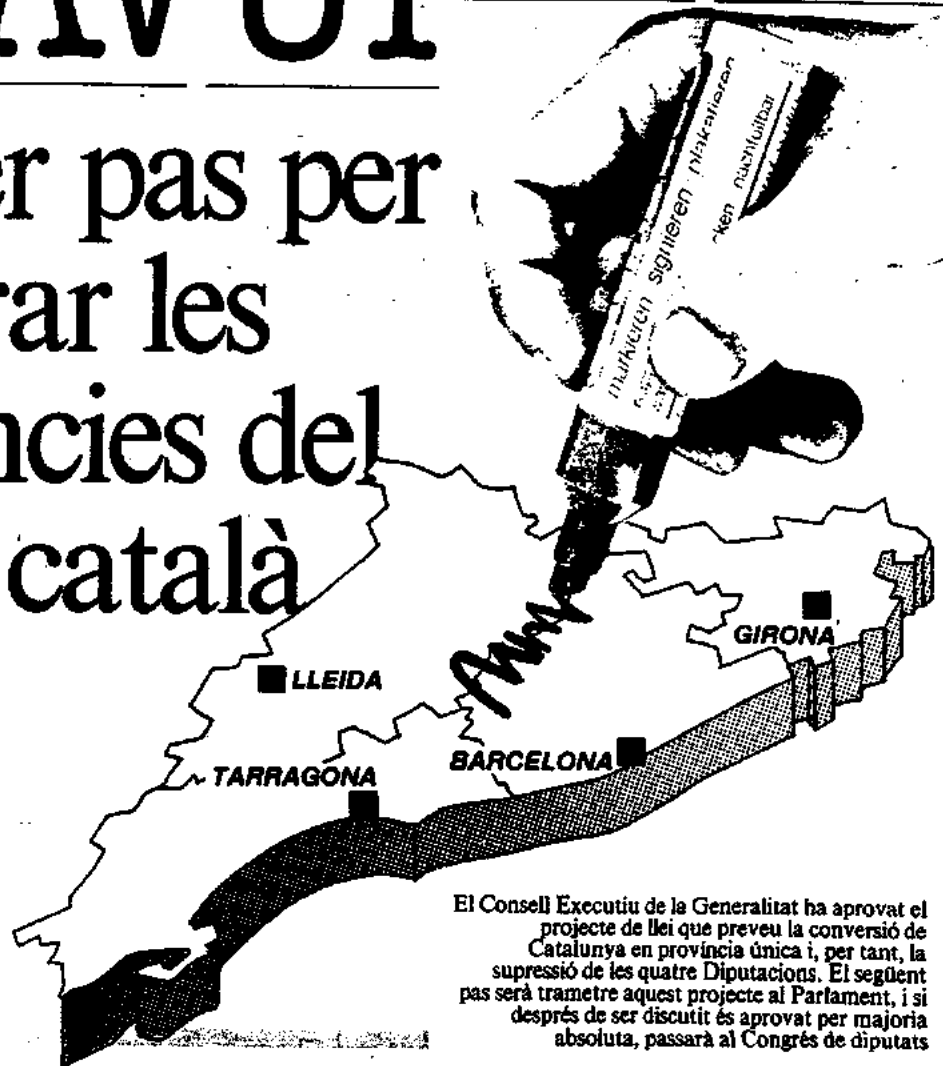 AVUI
er pas per
rar les
ncies del
català
markieren signieren plakatieren
ken nachfüllbar
LLEIDA
GIRONA
TARRAGONA
BARCELONA
El Consell Executiu de la Generalitat ha aprovat el
projecte de llei que preveu la conversió de
Catalunya en província única i, per tant, la
supressió de les quatre Diputacions. El següent
pas serà trametre aquest projecte al Parlament, i si
després de ser discutit és aprovat per majoria
absoluta, passarà al Congrés de diputats